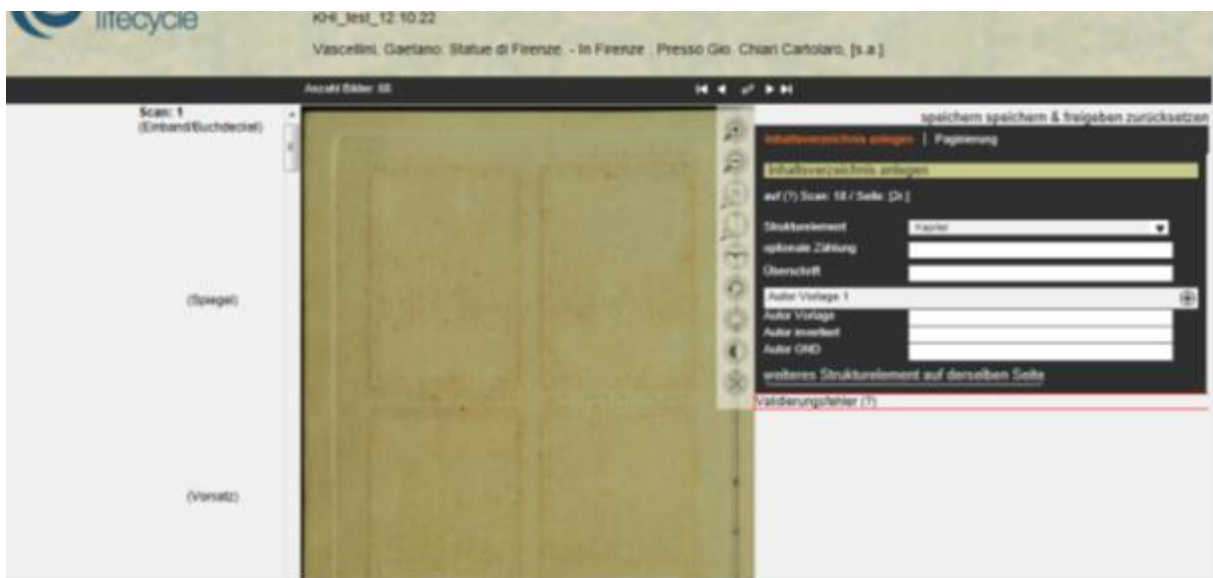 lifecycle
KHI_test_12.10.22
Vascellini, Gaetano: Statue di Firenze. - In Firenze : Presso Gio. Chiari Cartolaro, [s.a.]
Anzahl Bilder: 88
Scan: 1
(Einband/Buchdeckel)
(Spiegel)
(Vorsatz)
speichern speichern & freigeben zurücksetzen
Inhaltsverzeichnis anlegen | Paginierung
Inhaltsverzeichnis anlegen
auf (?) Scan: 18 / Seite: [2r.]
Strukturelement Kapitel
optionale Zählung
Überschrift
Autor Vorlage 1
Autor Vorlage
Autor invertiert
Autor GND
weiteres Strukturelement auf derselben Seite
Validierungsfehler (?)